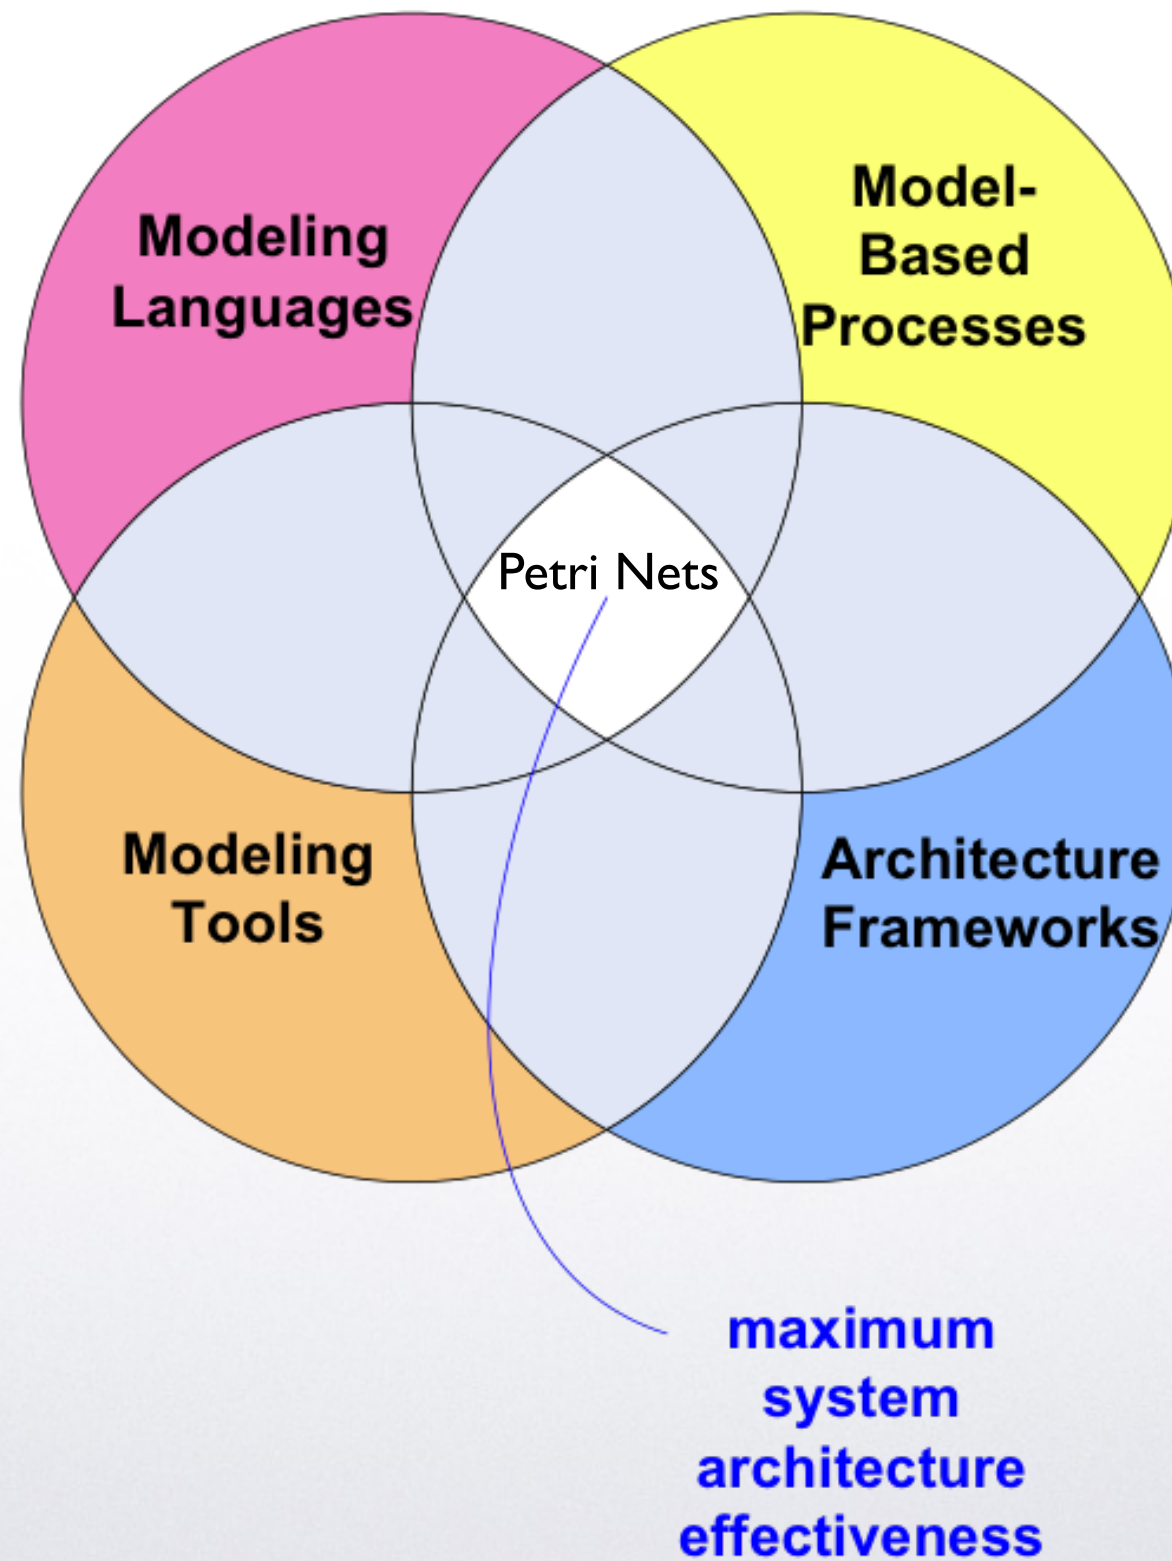 Modeling
Languages
Model-
Based
Processes
Petri Nets
Modeling
Tools
Architecture
Frameworks
maximum
system
architecture
effectiveness